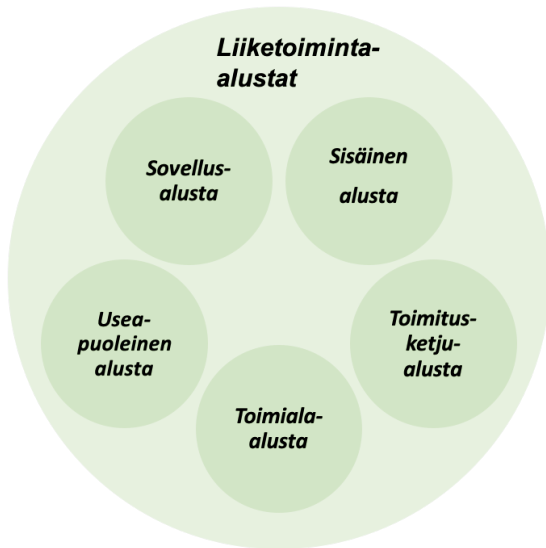 Liiketoiminta-
alustat
Sovellus-
alusta
Sisäinen
alusta
Usea-
puoleinen
alusta
Toimitus-
ketju-
alusta
Toimiala-
alusta